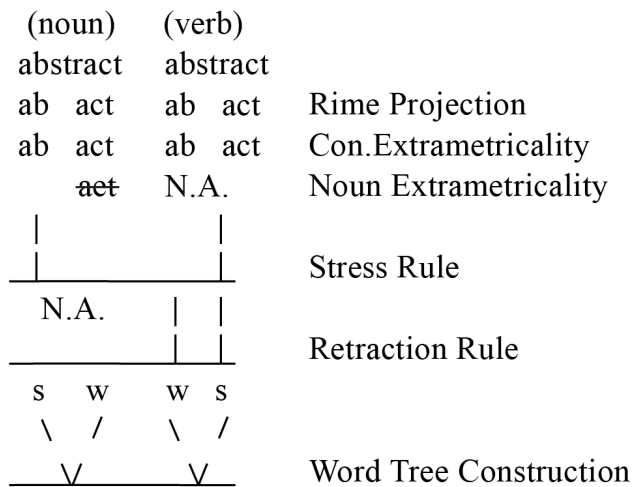 (noun) (verb)
abstract abstract
ab act ab act Rime Projection
ab act ab act Con.Extrametricality
act N.A. Noun Extrametricality
Stress Rule
N.A.
Retraction Rule
s w w s
Word Tree Construction